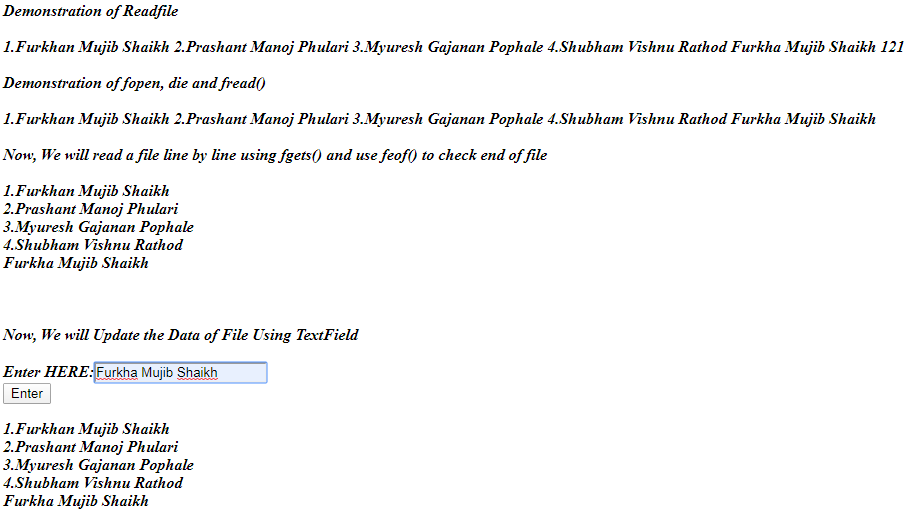 Demonstration of Readfile
1.Furkhan Mujib Shaikh 2.Prashant Manoj Phulari 3.Myuresh Gajanan Pophale 4.Shubham Vishnu Rathod Furkha Mujib Shaikh 121
Demonstration of fopen, die and fread()
1.Furkhan Mujib Shaikh 2.Prashant Manoj Phulari 3.Myuresh Gajanan Pophale 4.Shubham Vishnu Rathod Furkha Mujib Shaikh
Now, We will read a file line by line using fgets() and use feof() to check end of file
1.Furkhan Mujib Shaikh
2.Prashant Manoj Phulari
3.Myuresh Gajanan Pophale
4.Shubham Vishnu Rathod
Furkha Mujib Shaikh
Now, We will Update the Data of File Using TextField
Enter HERE:Furkha Mujib Shaikh
Enter
1.Furkhan Mujib Shaikh
2.Prashant Manoj Phulari
3.Myuresh Gajanan Pophale
4.Shubham Vishnu Rathod
Furkha Mujib Shaikh